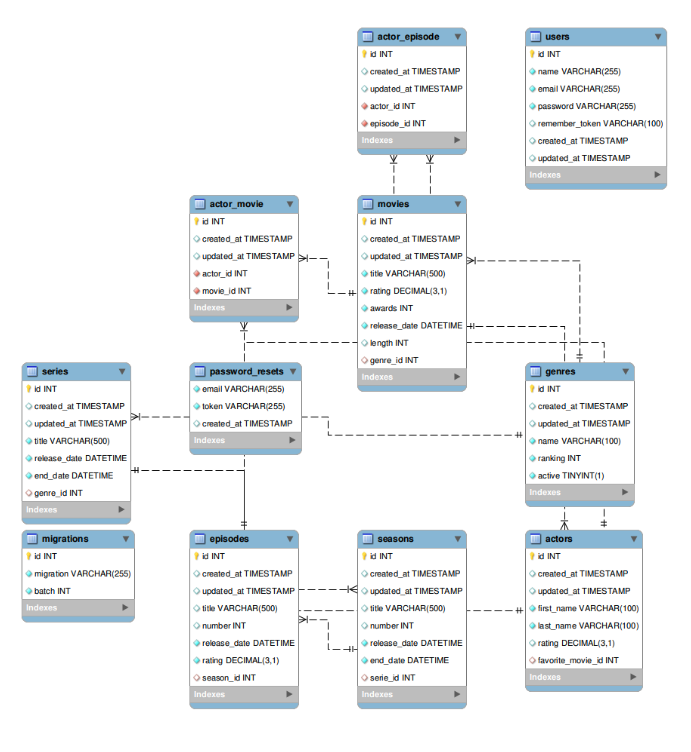 actor_episode
id INT
created_at TIMESTAMP
updated_at TIMESTAMP
actor_id INT
episode_id INT
Indexes
users
id INT
name VARCHAR(255)
email VARCHAR(255)
password VARCHAR(255)
remember_token VARCHAR(100)
created_at TIMESTAMP
updated_at TIMESTAMP
Indexes
actor_movie
id INT
created_at TIMESTAMP
updated_at TIMESTAMP
actor_id INT
movie_id INT
Indexes
movies
id INT
created_at TIMESTAMP
updated_at TIMESTAMP
title VARCHAR(500)
rating DECIMAL(3,1)
awards INT
release_date DATETIME
length INT
genre_id INT
Indexes
series
id INT
created_at TIMESTAMP
updated_at TIMESTAMP
title VARCHAR(500)
release_date DATETIME
end_date DATETIME
genre_id INT
Indexes
password_resets
email VARCHAR(255)
token VARCHAR(255)
created_at TIMESTAMP
Indexes
genres
id INT
created_at TIMESTAMP
updated_at TIMESTAMP
name VARCHAR(100)
ranking INT
active TINYINT(1)
Indexes
migrations
id INT
migration VARCHAR(255)
batch INT
Indexes
episodes
id INT
created_at TIMESTAMP
updated_at TIMESTAMP
title VARCHAR(500)
number INT
release_date DATETIME
rating DECIMAL(3,1)
season_id INT
Indexes
seasons
id INT
created_at TIMESTAMP
updated_at TIMESTAMP
title VARCHAR(500)
number INT
release_date DATETIME
end_date DATETIME
serie_id INT
Indexes
actors
id INT
created_at TIMESTAMP
updated_at TIMESTAMP
first_name VARCHAR(100)
last_name VARCHAR(100)
rating DECIMAL(3,1)
favorite_movie_id INT
Indexes